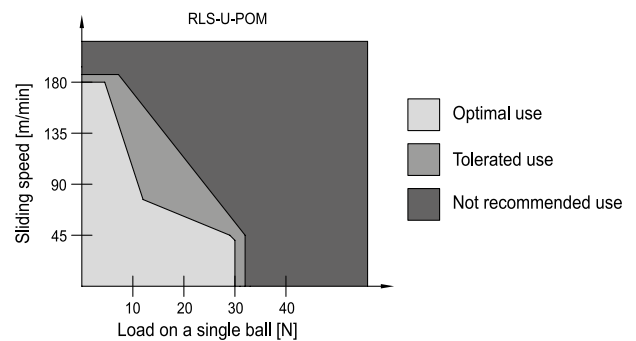 RLS-U-POM
Sliding speed [m/min]
180
135
90
45
10 20 30 40
Load on a single ball [N]
Optimal use
Tolerated use
Not recommended use